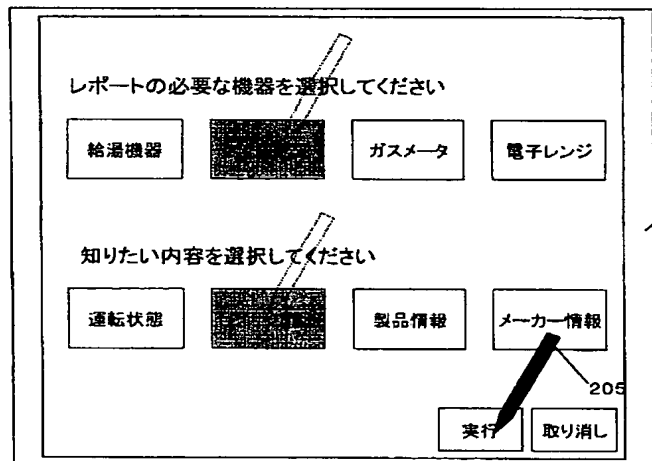 レポートの必要な機器を選択してください
給湯機器 ガスメータ 電子レンジ
知りたい内容を選択してください
運転状態 製品情報 メーカー情報
205
実行 取り消し